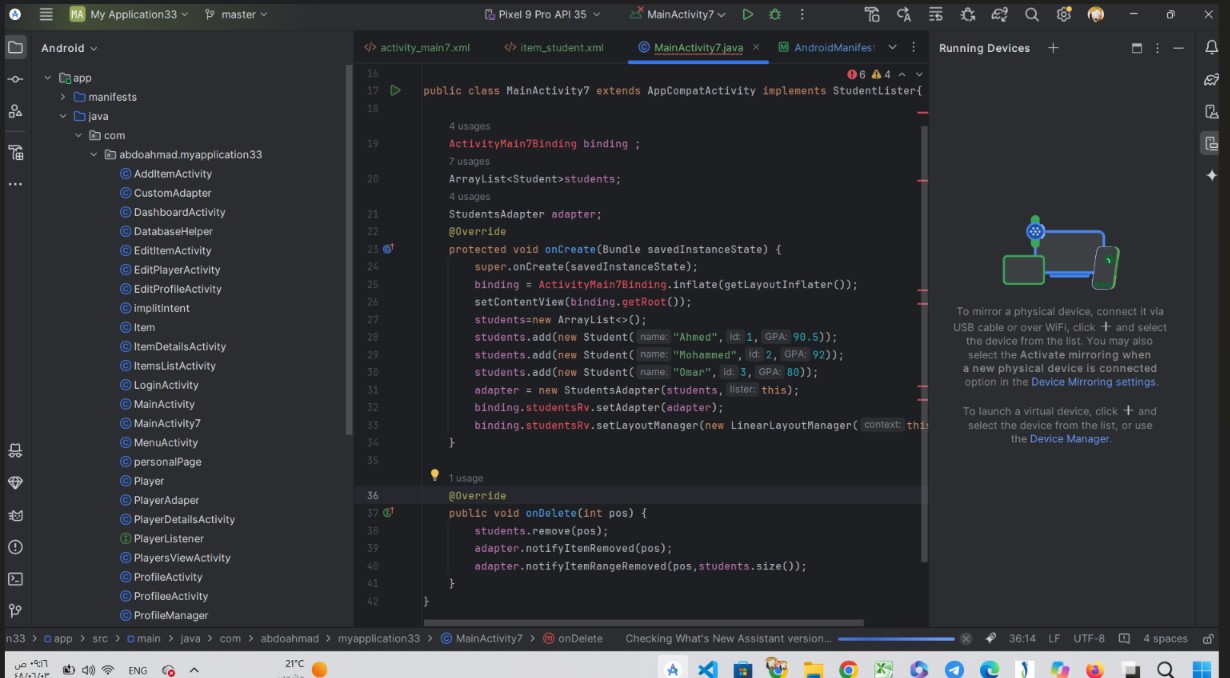 MA My Application33 master Pixel 9 Pro API 35 MainActivity7
Android
app
manifests
java
com
abdoahmad.myapplication33
AddItemActivity
CustomAdapter
DashboardActivity
DatabaseHelper
EditItemActivity
EditPlayerActivity
EditProfileActivity
implitIntent
Item
ItemDetailsActivity
ItemsListActivity
LoginActivity
MainActivity
MainActivity7
MenuActivity
personalPage
Player
PlayerAdaper
PlayerDetailsActivity
PlayerListener
PlayersViewActivity
ProfileActivity
ProfileeActivity
ProfileManager
activity_main7.xml item_student.xml MainActivity7.java AndroidManifes
6 4
16
17 public class MainActivity7 extends AppCompatActivity implements StudentLister{
18
4 usages
19 ActivityMain7Binding binding ;
7 usages
20 ArrayList<Student>students;
4 usages
21 StudentsAdapter adapter;
22 @Override
23 protected void onCreate(Bundle savedInstanceState) {
24 super.onCreate(savedInstanceState);
25 binding = ActivityMain7Binding.inflate(getLayoutInflater());
26 setContentView(binding.getRoot());
27 students=new ArrayList<>();
28 students.add(new Student( name: "Ahmed", id: 1, GPA: 90.5));
29 students.add(new Student( name: "Mohammed", id: 2, GPA: 92));
30 students.add(new Student( name: "Omar", id: 3, GPA: 80));
31 adapter = new StudentsAdapter(students, lister: this);
32 binding.studentsRv.setAdapter(adapter);
33 binding.studentsRv.setLayoutManager(new LinearLayoutManager( context: thi
34 }
35
1 usage
36 @Override
37 public void onDelete(int pos) {
38 students.remove(pos);
39 adapter.notifyItemRemoved(pos);
40 adapter.notifyItemRangeRemoved(pos,students.size());
41 }
42 }
Running Devices
To mirror a physical device, connect it via
USB cable or over WiFi, click + and select
the device from the list. You may also
select the Activate mirroring when
a new physical device is connected
option in the Device Mirroring settings.
To launch a virtual device, click + and
select the device from the list, or use
the Device Manager.
n33 > app > src > main > java > com > abdoahmad > myapplication33 > MainActivity7 > onDelete Checking What's New Assistant version... 36:14 LF UTF-8 4 spaces
٠٩:١٦ ص
ENG
21°C